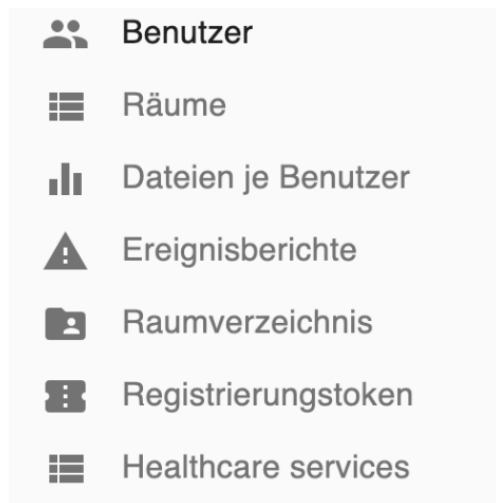 Benutzer
Räume
Dateien je Benutzer
Ereignisberichte
Raumverzeichnis
Registrierungstoken
Healthcare services